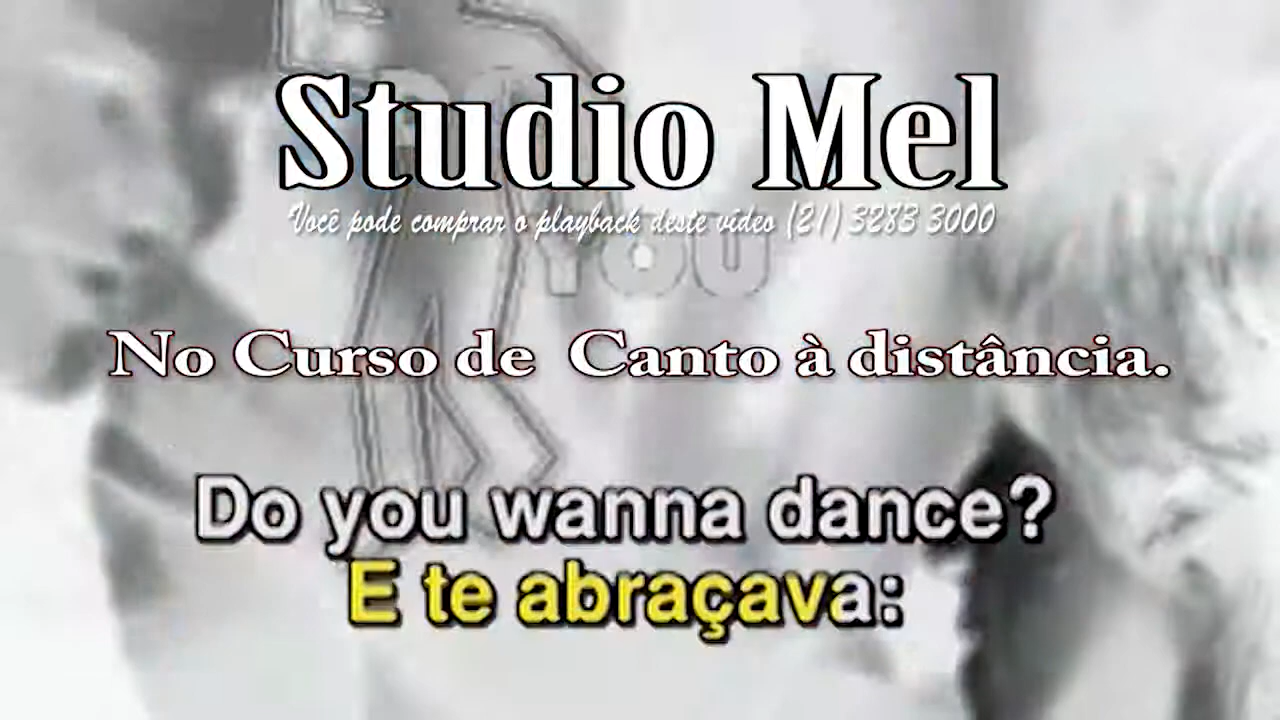 Studio Mel
Você pode comprar o playback deste vídeo (21) 3283 3000
YOU
No Curso de Canto à distância.
Do you wanna dance?
E te abraçava: